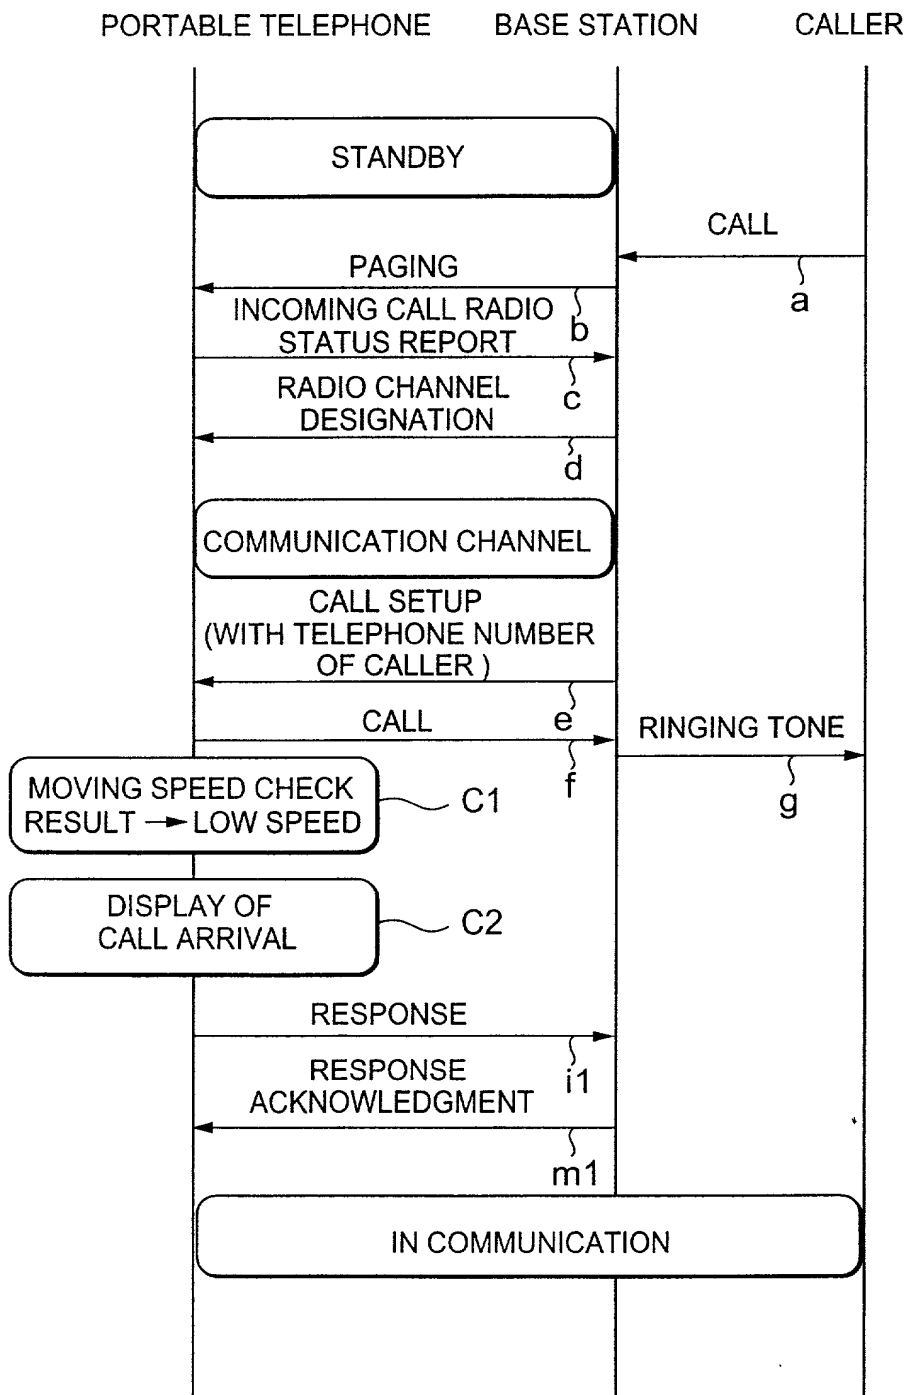 PORTABLE TELEPHONE
BASE STATION
CALLER
STANDBY
CALL
a
PAGING
b
INCOMING CALL RADIO
STATUS REPORT
c
RADIO CHANNEL
DESIGNATION
d
COMMUNICATION CHANNEL
CALL SETUP
(WITH TELEPHONE NUMBER
OF CALLER )
e
CALL
f
RINGING TONE
g
MOVING SPEED CHECK
RESULT → LOW SPEED
C1
DISPLAY OF
CALL ARRIVAL
C2
RESPONSE
i1
RESPONSE
ACKNOWLEDGMENT
m1
IN COMMUNICATION